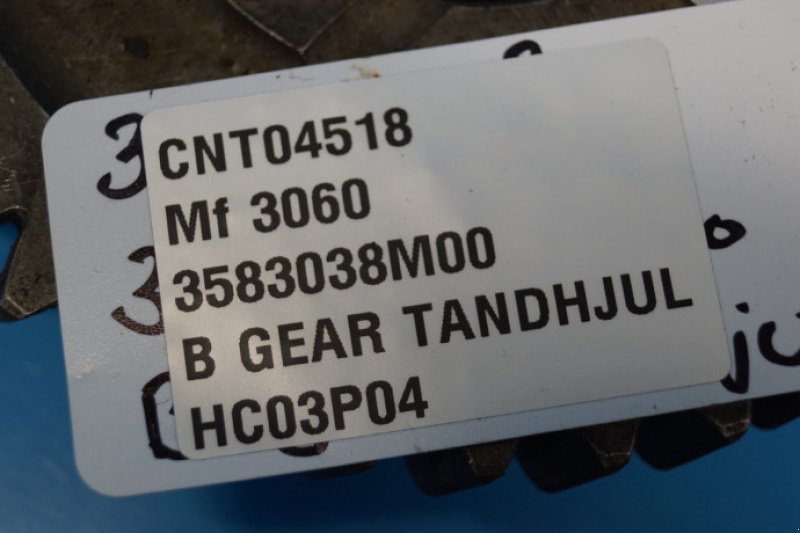 CNT04518
Mf 3060
3583038M00
B GEAR TANDHJUL
HC03P04